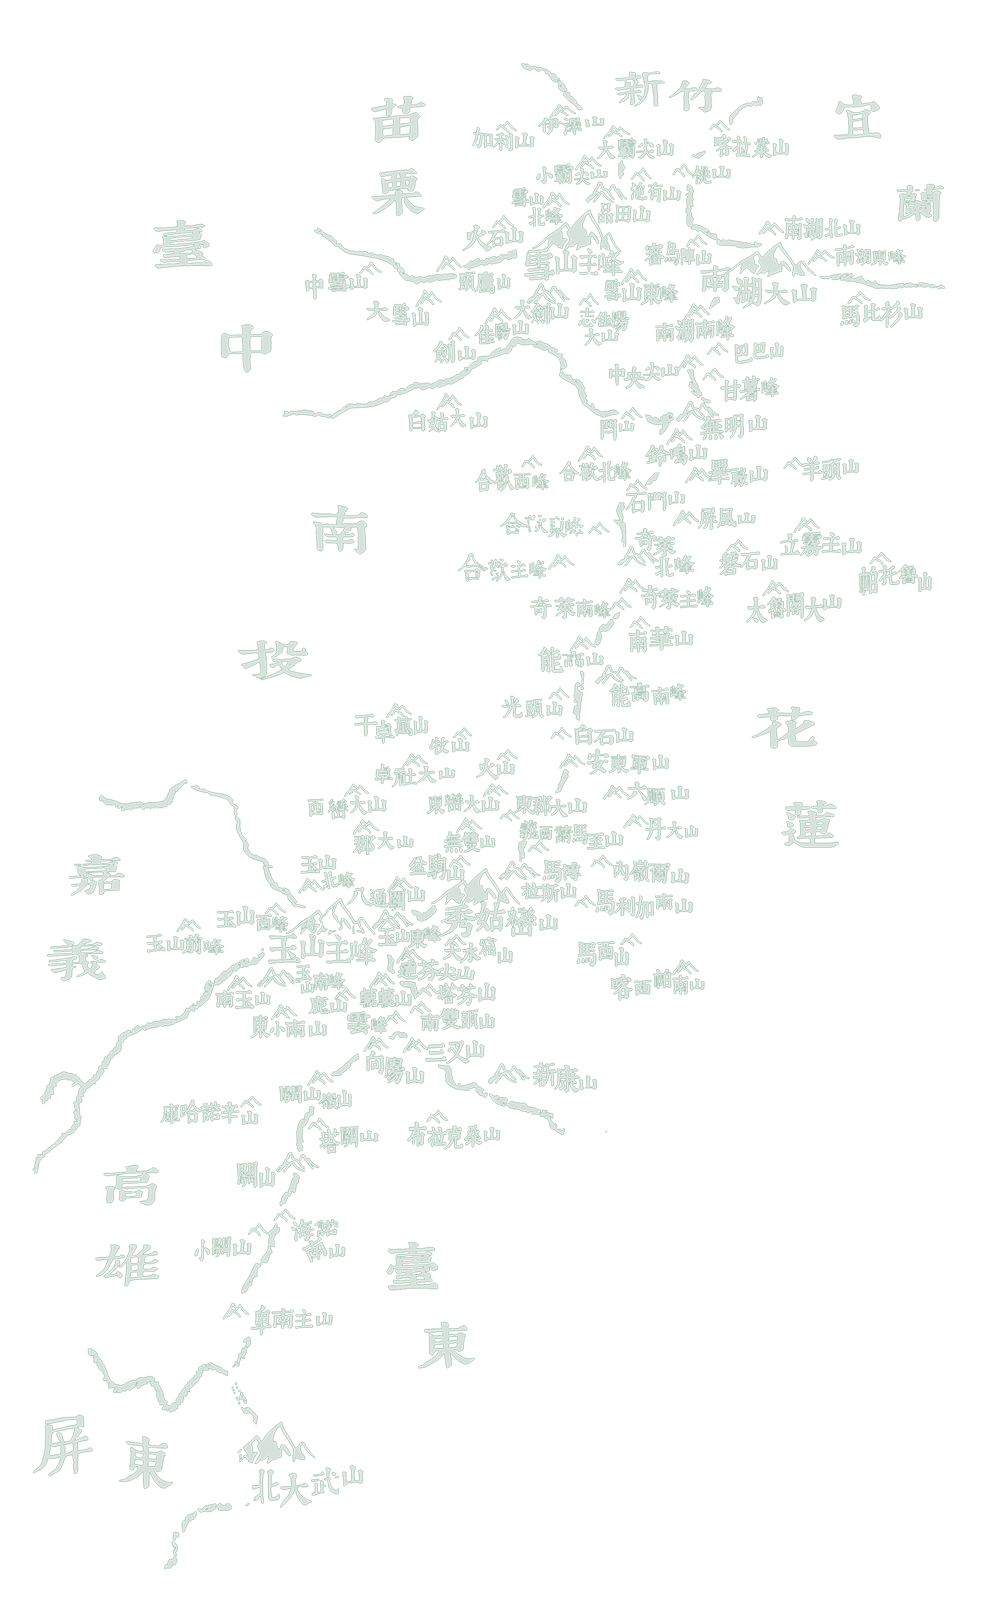 新竹
苗栗
宜蘭
臺中
加利山
伊澤山
大霸尖山
喀拉業山
小霸尖山
池有山
桃山
雪山北峰
品田山
火石山
雪山主峰
南湖北山
南湖東峰
南湖大山
中雪山
頭鷹山
大雪山
大劍山
雪山東峰
志佳陽大山
佳陽山
南湖南峰
馬比杉山
劍山
中央尖山
巴巴山
甘薯峰
白姑大山
閂山
無明山
鈴鳴山
合歡西峰
合歡北峰
畢祿山
羊頭山
石門山
南投
合歡東峰
屏風山
奇萊北峰
磐石山
立霧主山
帕托魯山
合歡主峰
奇萊主峰
奇萊南峰
太魯閣大山
南華山
能高山
能高南峰
光頭山
花蓮
干卓萬山
牧山
白石山
卓社大山
火山
安東軍山
西巒大山
東巒大山
東郡大山
六順山
郡大山
無雙山
義西請馬至山
丹大山
玉山北峰
盆駒山
馬博拉斯山
內嶺爾山
八通關山
秀姑巒山
馬利加南山
嘉義
玉山前峰
玉山西峰
玉山主峰
玉山東峰
大水窟山
馬西山
喀西帕南山
南玉山
玉山南峰
達芬尖山
塔芬山
鹿山
轆轆山
東小南山
雲峰
南雙頭山
向陽山
三叉山
新康山
關山嶺山
庫哈諾辛山
塔關山
布拉克桑山
關山
高雄
小關山
海諾南山
臺東
卑南主山
屏東
北大武山